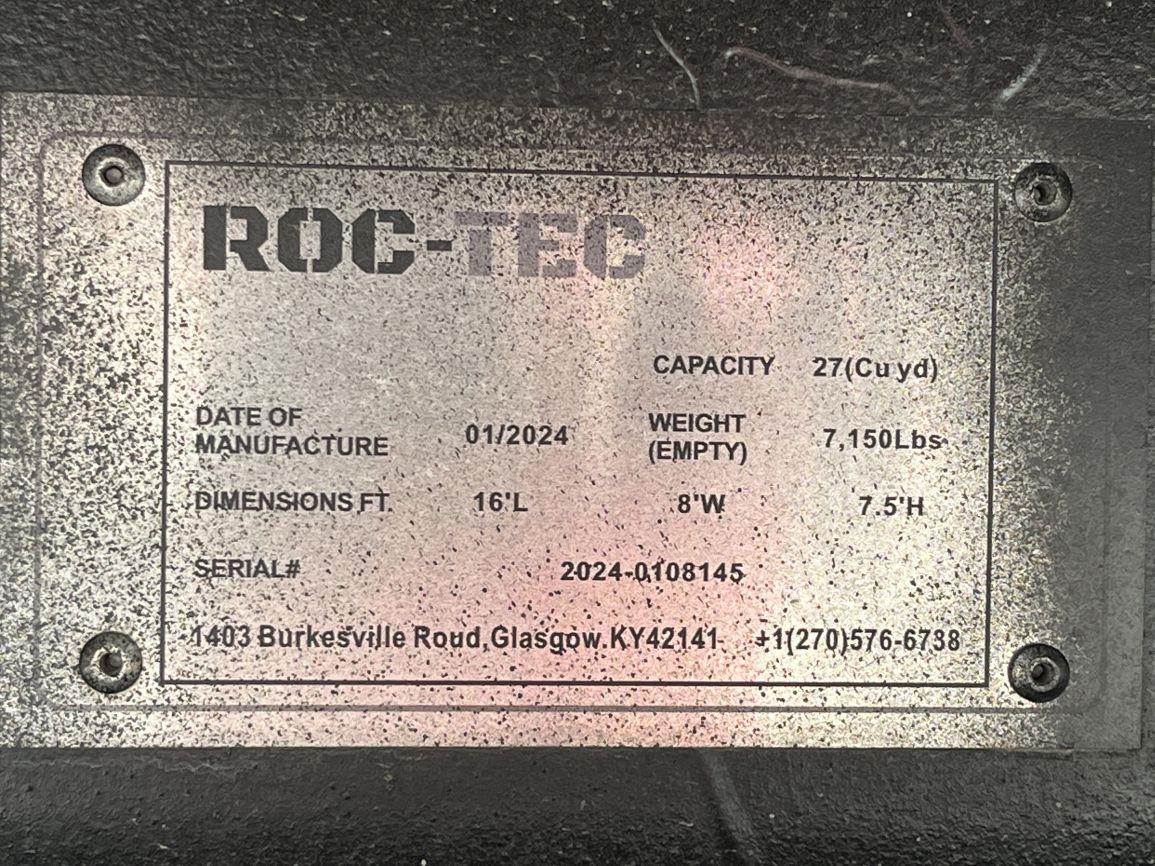 ROC-TEC
CAPACITY 27(Cu yd)
DATE OF
MANUFACTURE 01/2024
WEIGHT
(EMPTY) 7,150Lbs
DIMENSIONS FT. 16'L 8'W 7.5'H
SERIAL# 2024-0108145
1403 Burkesville Roud,Glasgow.KY42141 +1(270)576-6738